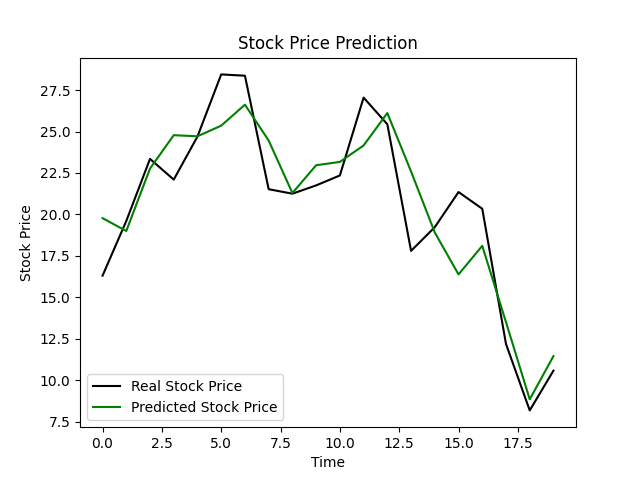 Stock Price Prediction
Stock Price
27.5
25.0
22.5
20.0
17.5
15.0
12.5
10.0
7.5
Real Stock Price
Predicted Stock Price
0.0 2.5 5.0 7.5 10.0 12.5 15.0 17.5
Time